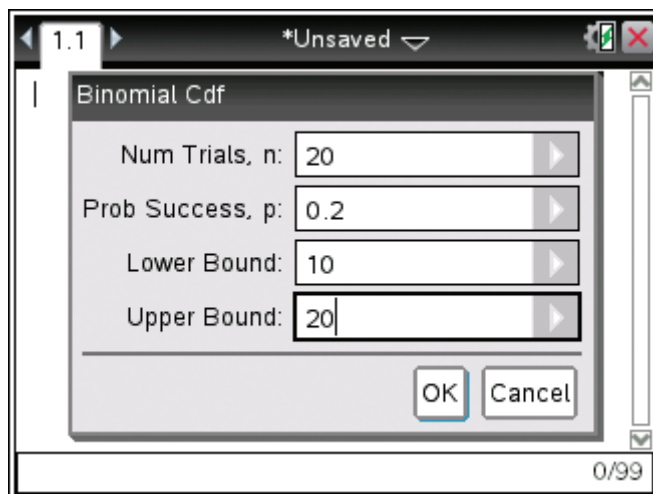 1.1 *Unsaved
Binomial Cdf
Num Trials, n: 20
Prob Success, p: 0.2
Lower Bound: 10
Upper Bound: 20
OK Cancel
0/99